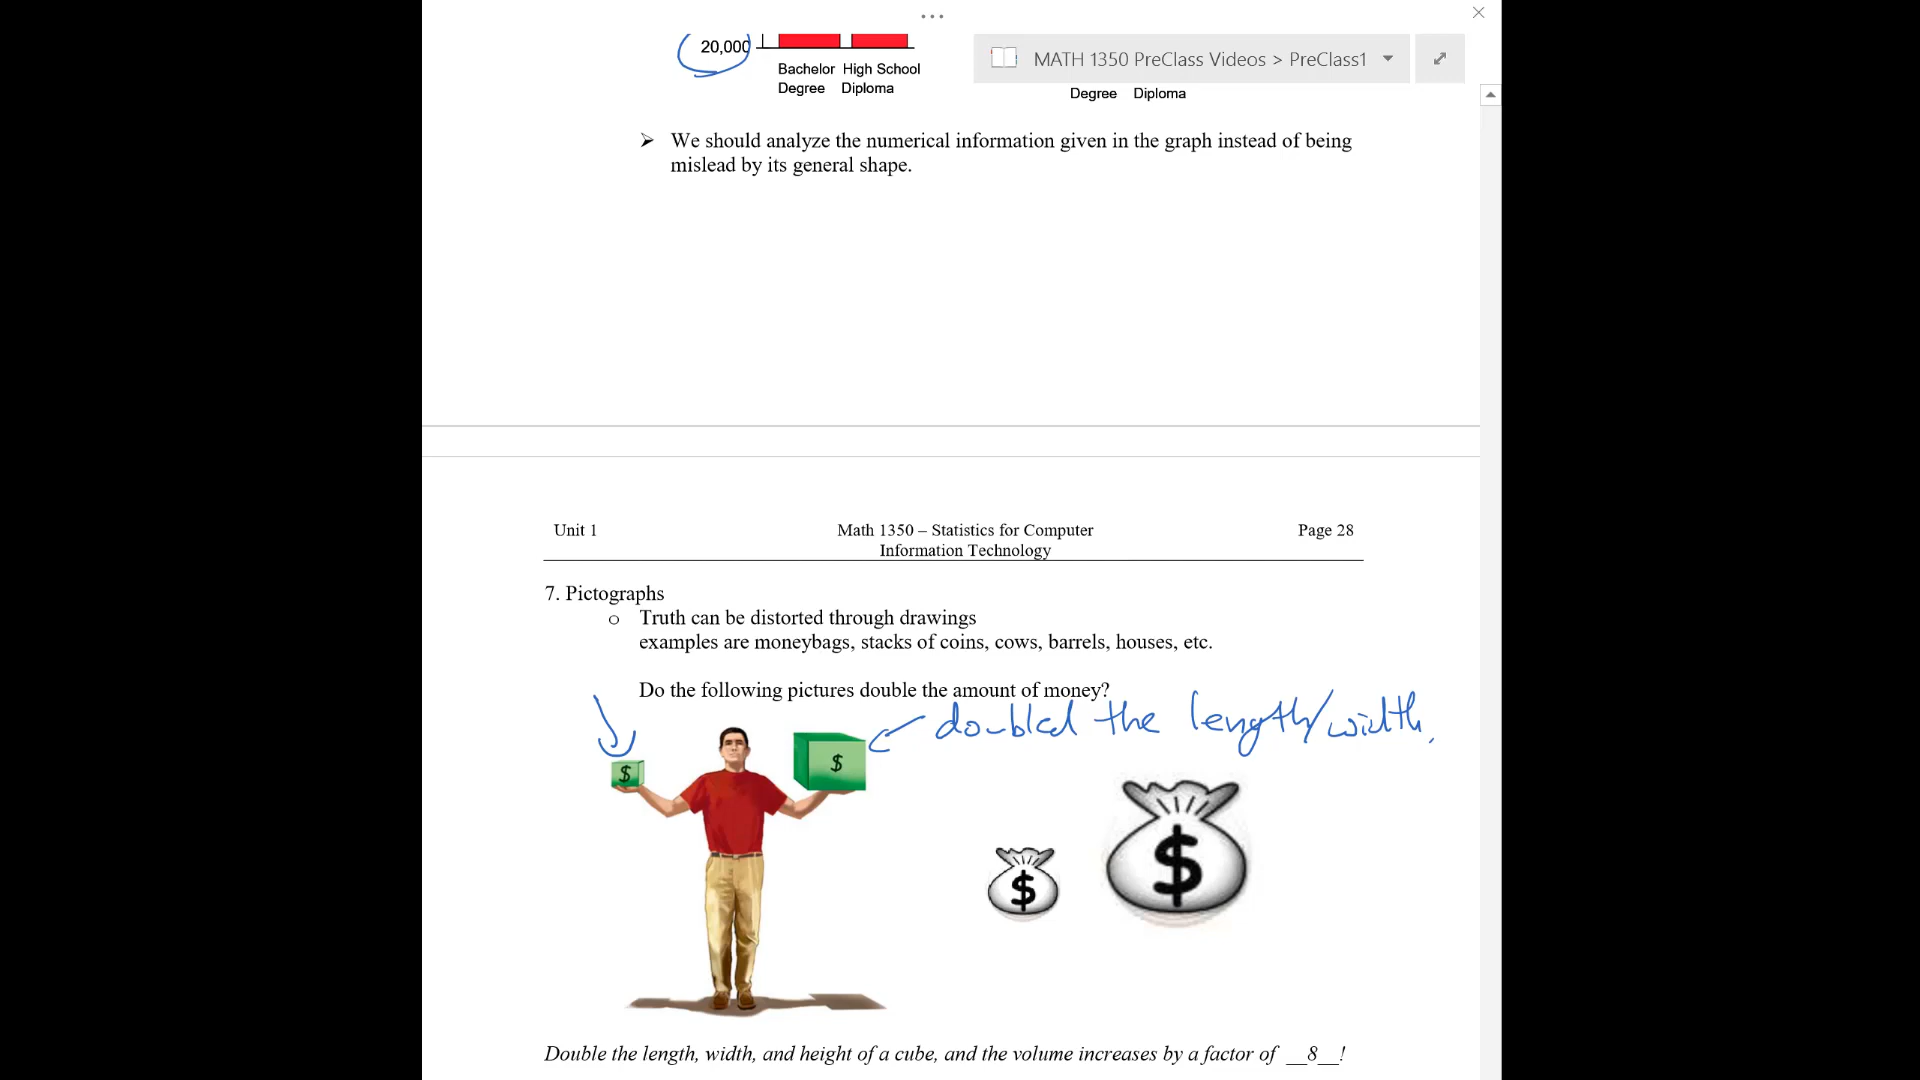 20,000
Bachelor High School
Degree Diploma
MATH 1350 PreClass Videos > PreClass1
Degree Diploma
➢ We should analyze the numerical information given in the graph instead of being
mislead by its general shape.
Unit 1 Math 1350 – Statistics for Computer Page 28
Information Technology
7. Pictographs
o Truth can be distorted through drawings
examples are moneybags, stacks of coins, cows, barrels, houses, etc.
Do the following pictures double the amount of money?
doubled the length/width.
$ $
$ $
Double the length, width, and height of a cube, and the volume increases by a factor of __8__!